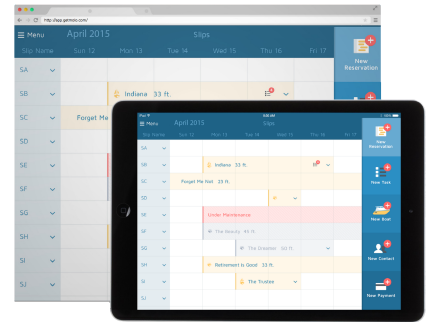 http://app.getmolo.com/
Menu April 2015 Slips
Slip Name Sun 12 Mon 13 Tue 14 Wed 15 Thu 16 Fri 17
New Reservation
SA
SB Indiana 33 ft.
SC Forget Me
SD
SE
SF
SG
SH
SI
SJ
iPad 8:00 AM
Menu April 2015 Slips
Slip Name Sun 12 Mon 13 Tue 14 Wed 15 Thu 16 Fri 17
New Reservation
SA
SB Indiana 33 ft.
New Task
SC Forget Me Not 23 ft.
SD
New Boat
SE Under Maintenance
SF The Beauty 45 ft.
SG The Breaker 50 ft.
New Contact
SH Retirement is Good 33 ft.
SI The Trustee
New Payment
SJ